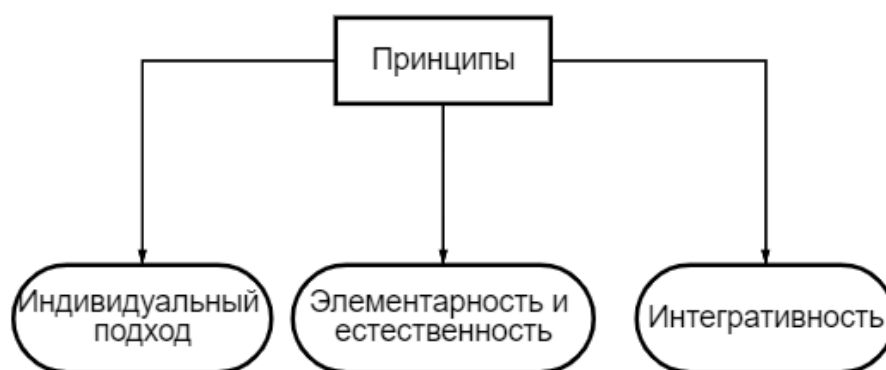 Принципы
Индивидуальный
подход
Элементарность и
естественность
Интегративность